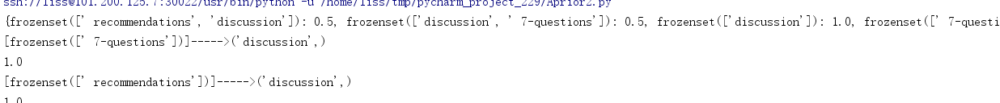 ssh://liss@101.200.125.7:30022/usr/bin/python -u /home/liss/tmp/pycharm_project_229/Aprior2.py
{frozenset([' recommendations', 'discussion']): 0.5, frozenset(['discussion', ' 7-questions']): 0.5, frozenset(['discussion']): 1.0, frozenset([' 7-questi
[frozenset([' 7-questions'])]----->('discussion',)
1.0
[frozenset([' recommendations'])]----->('discussion',)
1.0